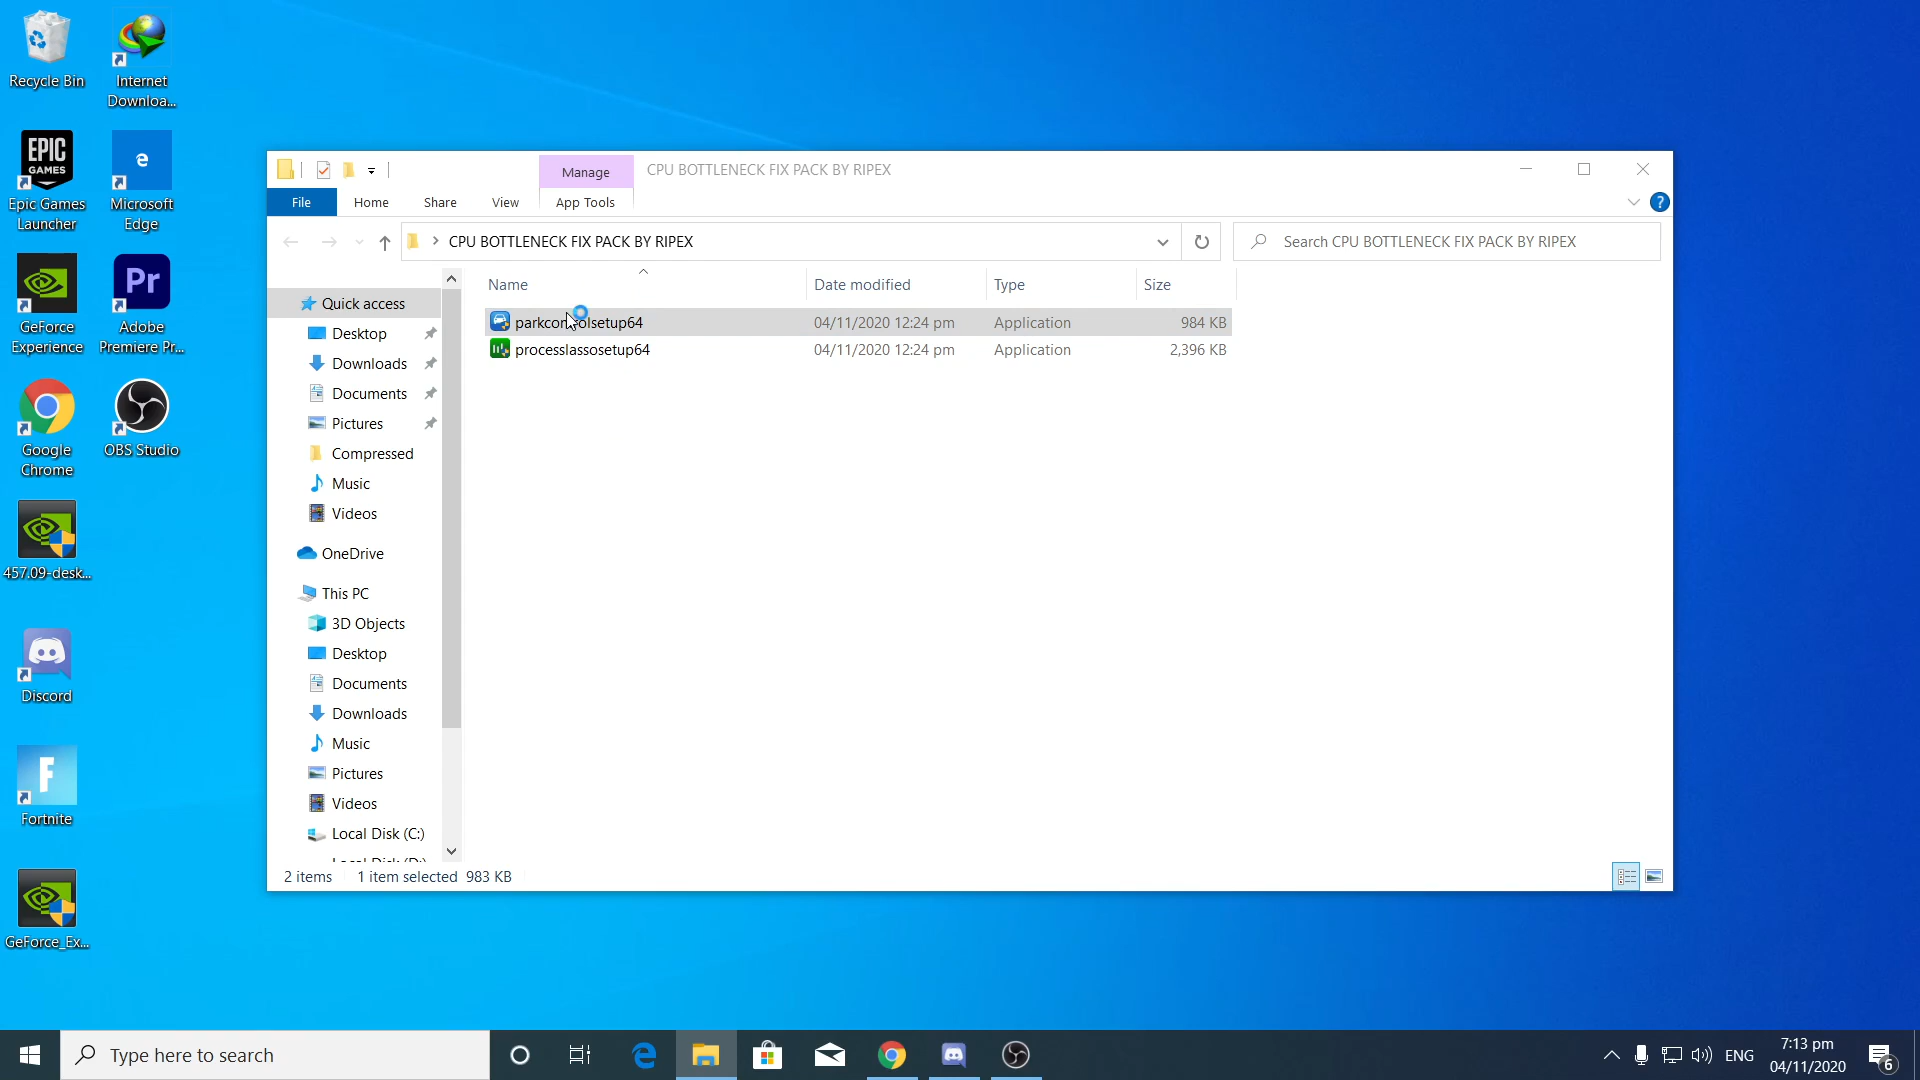 Recycle Bin
Internet
Downloa...
EPIC
GAMES
Epic Games
Launcher
Microsoft
Edge
GeForce
Experience
Pr
Adobe
Premiere Pr...
Google
Chrome
OBS Studio
457.09-desk...
Discord
F
Fortnite
GeForce_Ex...
Manage
CPU BOTTLENECK FIX PACK BY RIPEX
File
Home
Share
View
App Tools
?
CPU BOTTLENECK FIX PACK BY RIPEX
Search CPU BOTTLENECK FIX PACK BY RIPEX
Name
Date modified
Type
Size
parkcontrolsetup64
04/11/2020 12:24 pm
Application
984 KB
processlassosetup64
04/11/2020 12:24 pm
Application
2,396 KB
Quick access
Desktop
Downloads
Documents
Pictures
Compressed
Music
Videos
OneDrive
This PC
3D Objects
Desktop
Documents
Downloads
Music
Pictures
Videos
Local Disk (C:)
Local Disk (D:)
2 items
1 item selected 983 KB
Type here to search
ENG
7:13 pm
04/11/2020
6